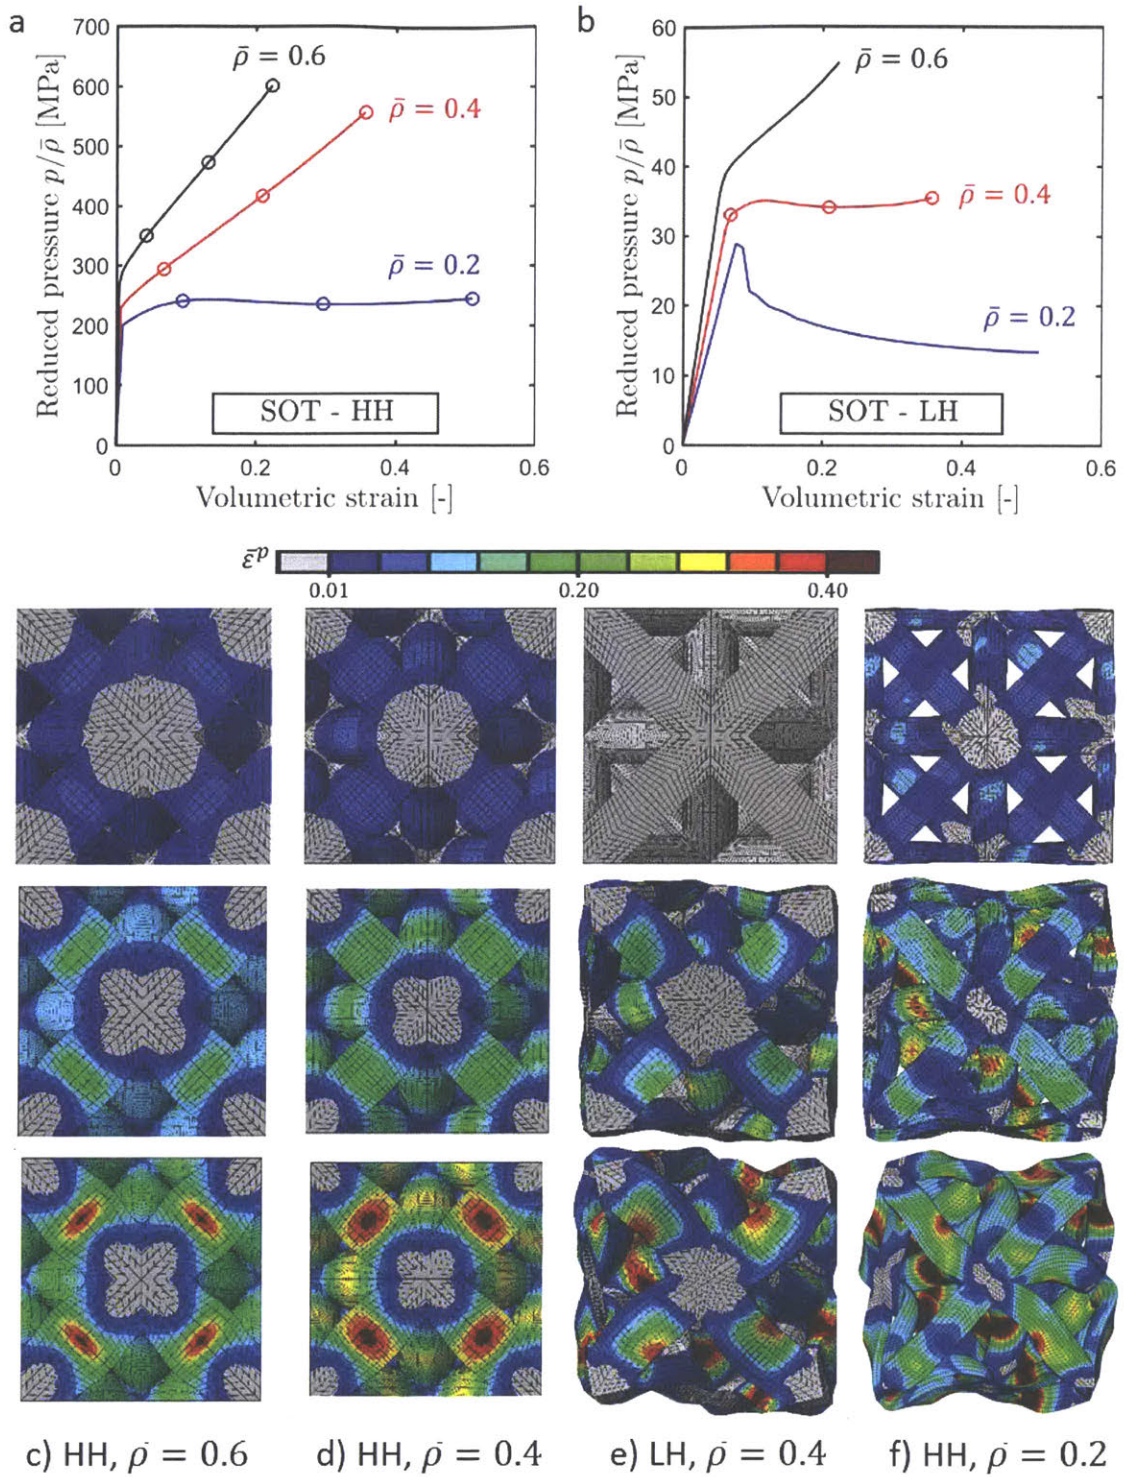 a
b
700
600
500
400
300
200
100
0
Reduced pressure p/ρ̄ [MPa]
ρ̄ = 0.6
ρ̄ = 0.4
ρ̄ = 0.2
SOT - HH
0 0.2 0.4 0.6
Volumetric strain [-]
60
50
40
30
20
10
0
Reduced pressure p/ρ̄ [MPa]
ρ̄ = 0.6
ρ̄ = 0.4
ρ̄ = 0.2
SOT - LH
0 0.2 0.4 0.6
Volumetric strain [-]
ε̄ᵖ
0.01 0.20 0.40
c) HH, ρ̄ = 0.6
d) HH, ρ̄ = 0.4
e) LH, ρ̄ = 0.4
f) HH, ρ̄ = 0.2